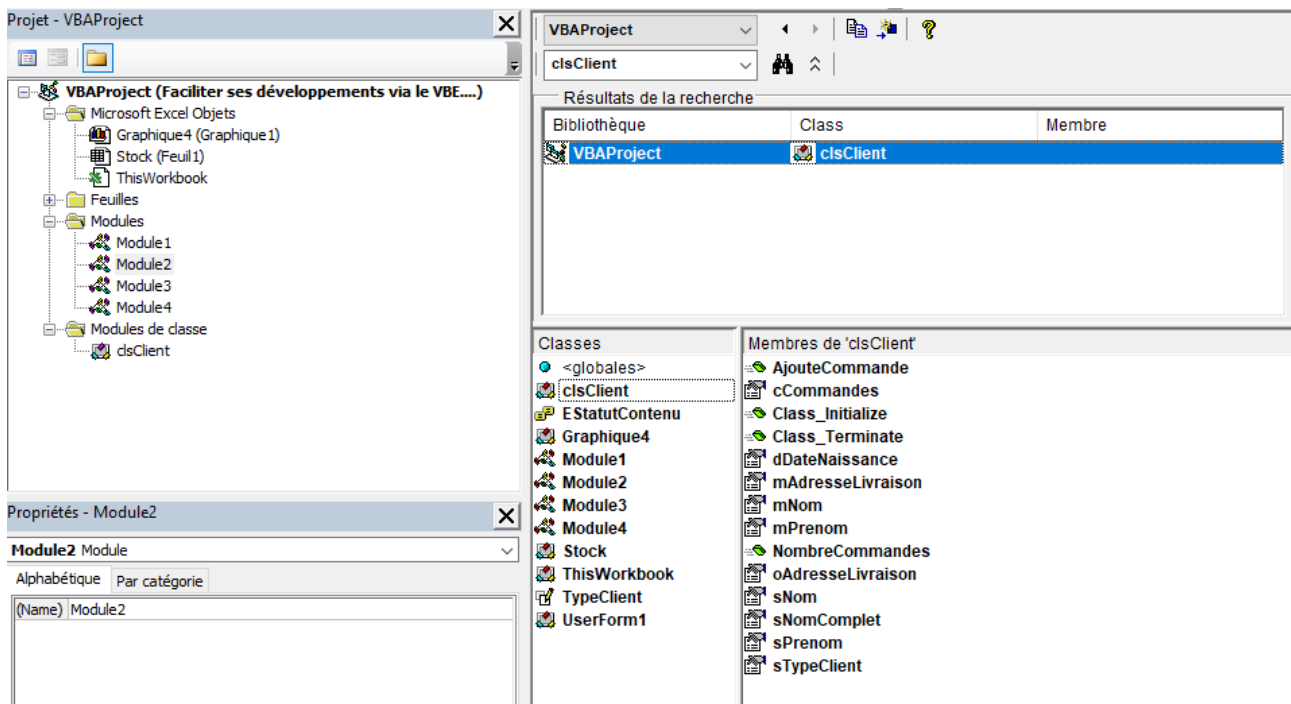 Projet - VBAProject
VBAProject (Faciliter ses développements via le VBE....)
Microsoft Excel Objets
Graphique4 (Graphique1)
Stock (Feuil1)
ThisWorkbook
Feuilles
Modules
Module1
Module2
Module3
Module4
Modules de classe
clsClient
Propriétés - Module2
Module2 Module
Alphabétique Par catégorie
(Name) Module2
VBAProject
clsClient
Résultats de la recherche
Bibliothèque Class Membre
VBAProject clsClient
Classes
<globales>
clsClient
EStatutContenu
Graphique4
Module1
Module2
Module3
Module4
Stock
ThisWorkbook
TypeClient
UserForm1
Membres de 'clsClient'
AjouteCommande
cCommandes
Class_Initialize
Class_Terminate
dDateNaissance
mAdresseLivraison
mNom
mPrenom
NombreCommandes
oAdresseLivraison
sNom
sNomComplet
sPrenom
sTypeClient